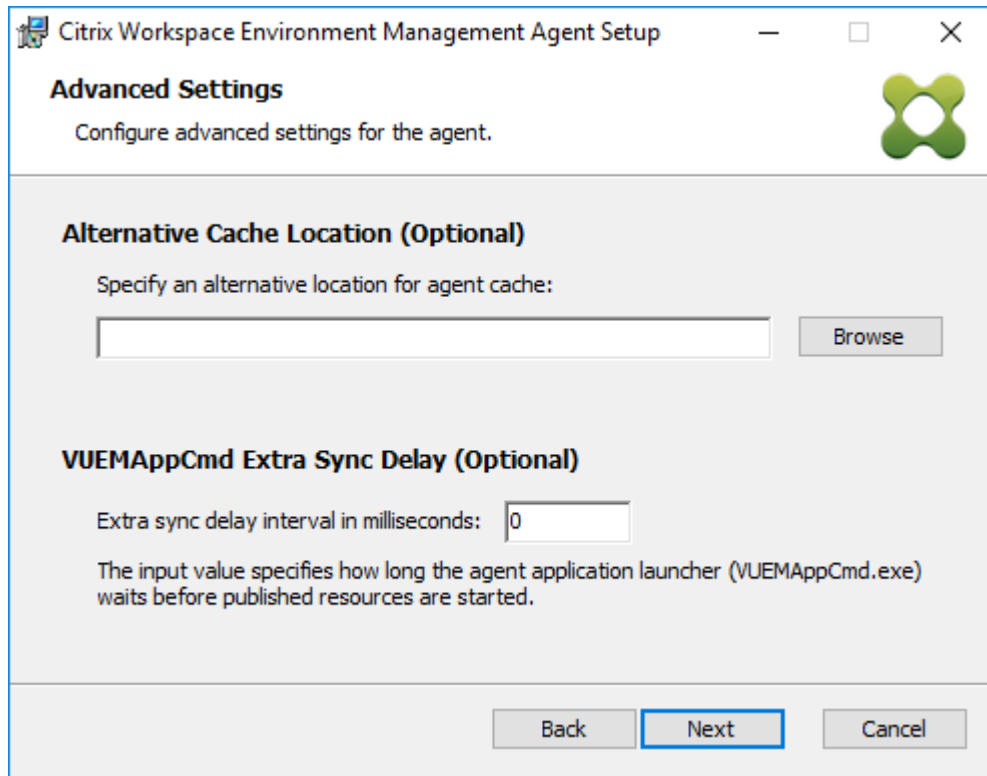 Citrix Workspace Environment Management Agent Setup
Advanced Settings
Configure advanced settings for the agent.
Alternative Cache Location (Optional)
Specify an alternative location for agent cache:
Browse
VUEMAppCmd Extra Sync Delay (Optional)
Extra sync delay interval in milliseconds: 0
The input value specifies how long the agent application launcher (VUEMAppCmd.exe)
waits before published resources are started.
Back Next Cancel